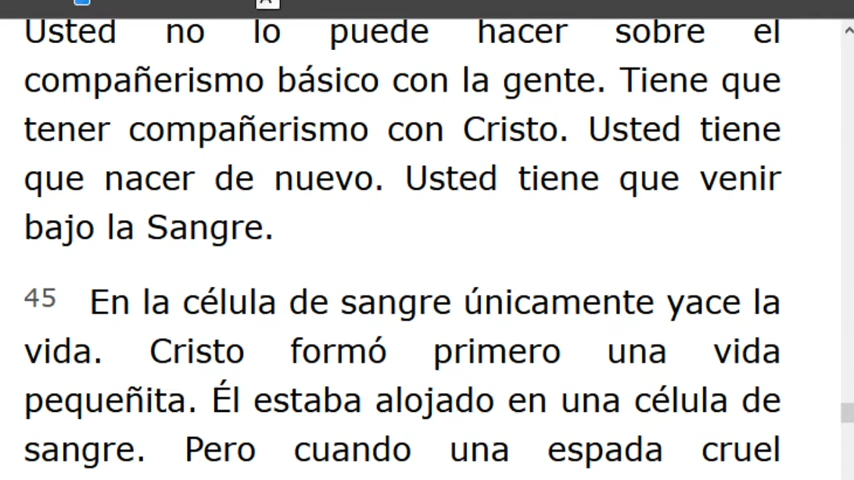 Usted no lo puede hacer sobre el
compañerismo básico con la gente. Tiene que
tener compañerismo con Cristo. Usted tiene
que nacer de nuevo. Usted tiene que venir
bajo la Sangre.
45 En la célula de sangre únicamente yace la
vida. Cristo formó primero una vida
pequeñita. Él estaba alojado en una célula de
sangre. Pero cuando una espada cruel